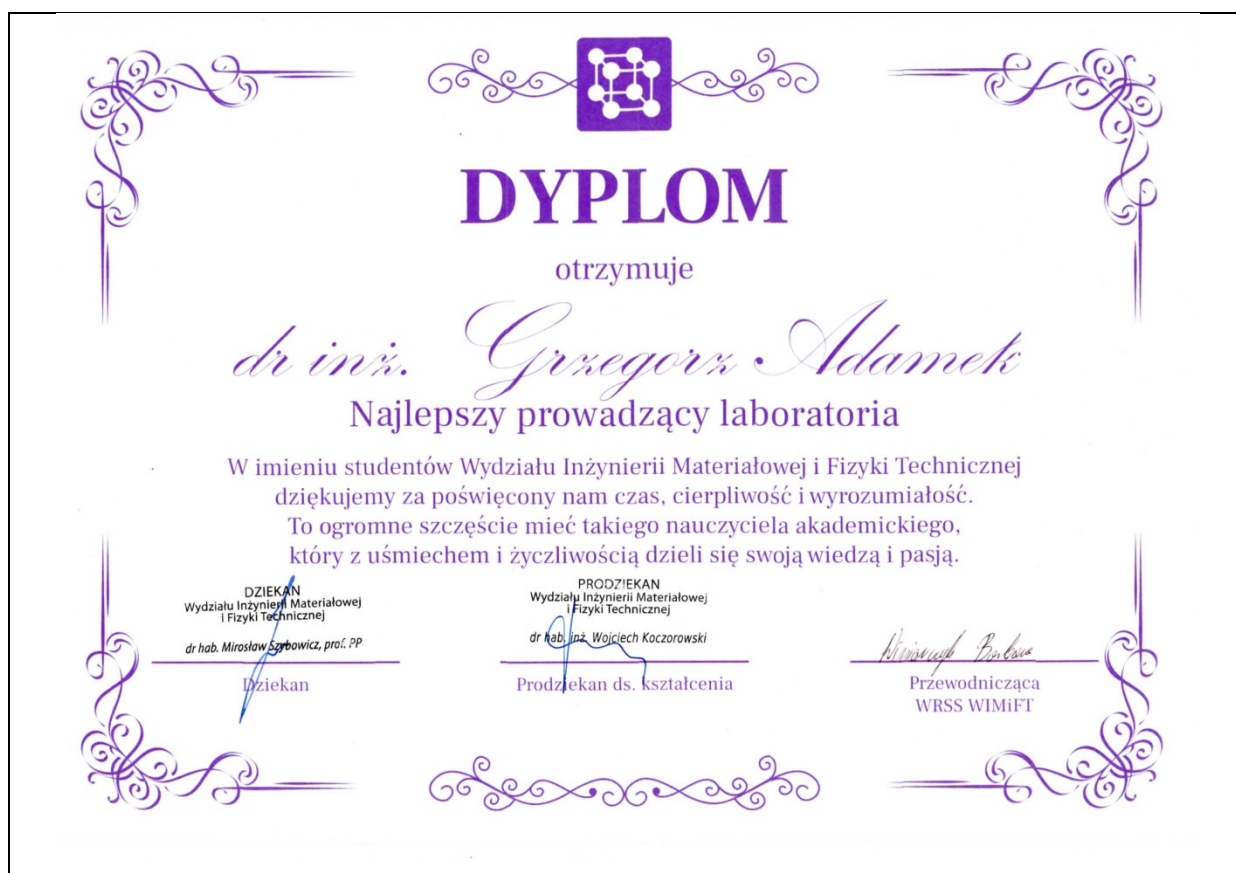 DYPLOM
otrzymuje
dr inż. Grzegorz Adamek
Najlepszy prowadzący laboratoria
W imieniu studentów Wydziału Inżynierii Materiałowej i Fizyki Technicznej
dziękujemy za poświęcony nam czas, cierpliwość i wyrozumiałość.
To ogromne szczęście mieć takiego nauczyciela akademickiego,
który z uśmiechem i życzliwością dzieli się swoją wiedzą i pasją.
DZIEKAN
Wydziału Inżynierii Materiałowej
i Fizyki Technicznej
dr hab. Mirosław Szybowicz, prof. PP
Dziekan
PRODZIEKAN
Wydziału Inżynierii Materiałowej
i Fizyki Technicznej
dr hab. inż. Wojciech Koczorowski
Prodziekan ds. kształcenia
Przewodnicząca
WRSS WIMiFT